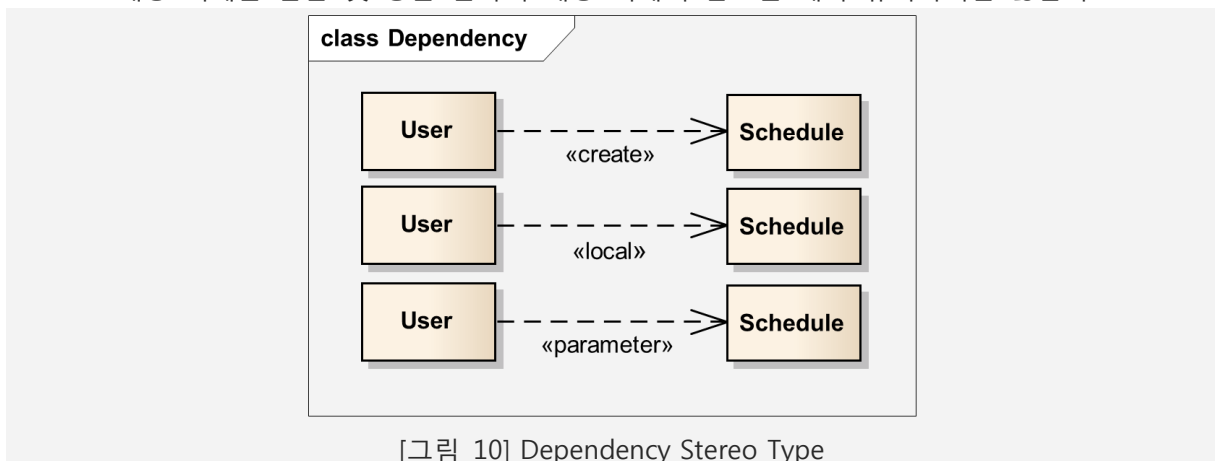 class Dependency
User
Schedule
«create»
User
Schedule
«local»
User
Schedule
«parameter»
[그림 10] Dependency Stereo Type